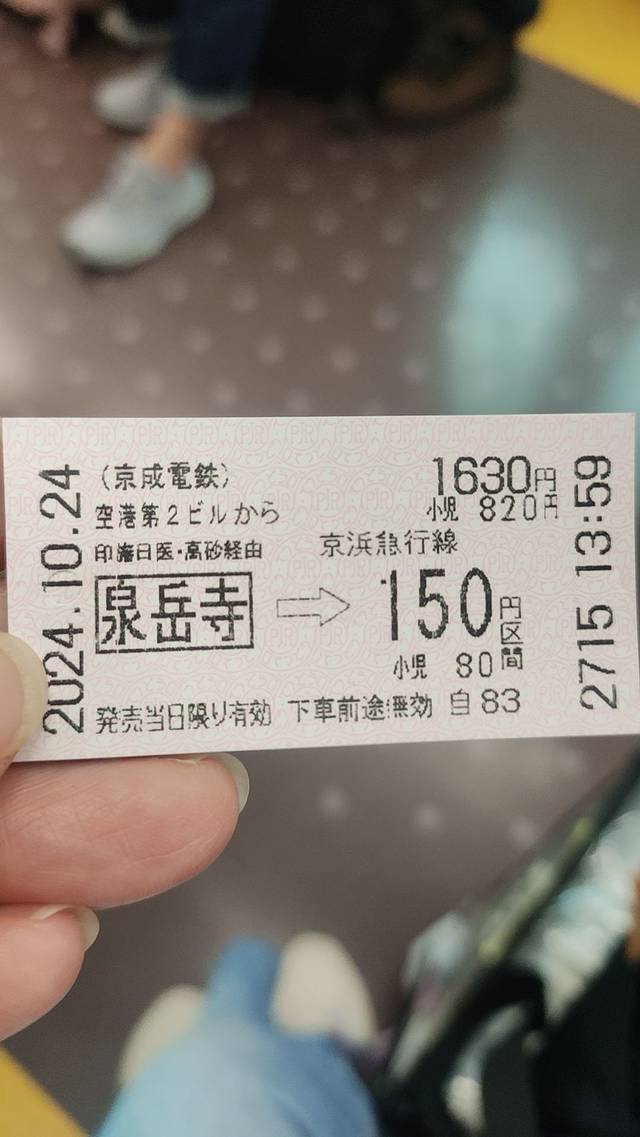 2024.10.24
(京成電鉄)
1630円
空港第2ビルから
小児 820円
印旛日医・高砂経由
京浜急行線
泉岳寺 ⇨ 150円区間
小児 80
発売当日限り有効 下車前途無効 自83
2715 13:59